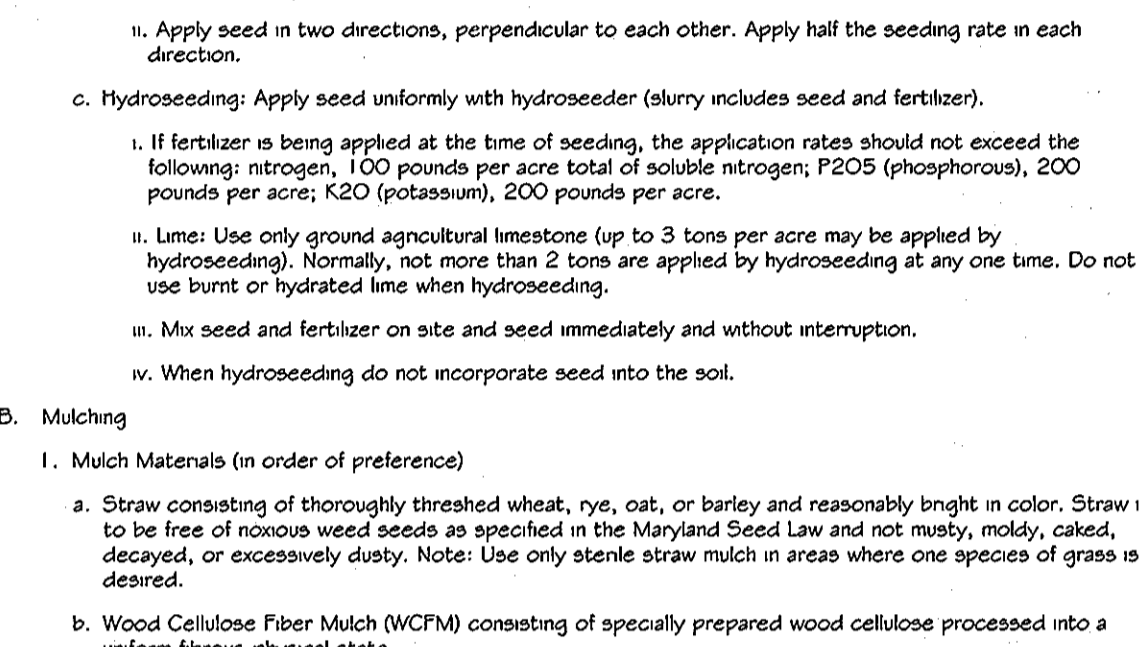 ii. Apply seed in two directions, perpendicular to each other. Apply half the seeding rate in each
direction.
c. Hydroseeding: Apply seed uniformly with hydroseeder (slurry includes seed and fertilizer).
i. If fertilizer is being applied at the time of seeding, the application rates should not exceed the
following: nitrogen, 100 pounds per acre total of soluble nitrogen; P2O5 (phosphorous), 200
pounds per acre; K2O (potassium), 200 pounds per acre.
ii. Lime: Use only ground agricultural limestone (up to 3 tons per acre may be applied by
hydroseeding). Normally, not more than 2 tons are applied by hydroseeding at any one time. Do not
use burnt or hydrated lime when hydroseeding.
iii. Mix seed and fertilizer on site and seed immediately and without interruption.
iv. When hydroseeding do not incorporate seed into the soil.
B. Mulching
1. Mulch Materials (in order of preference)
a. Straw consisting of thoroughly threshed wheat, rye, oat, or barley and reasonably bright in color. Straw
to be free of noxious weed seeds as specified in the Maryland Seed Law and not musty, moldy, caked,
decayed, or excessively dusty. Note: Use only sterile straw mulch in areas where one species of grass is
desired.
b. Wood Cellulose Fiber Mulch (WCFM) consisting of specially prepared wood cellulose processed into a